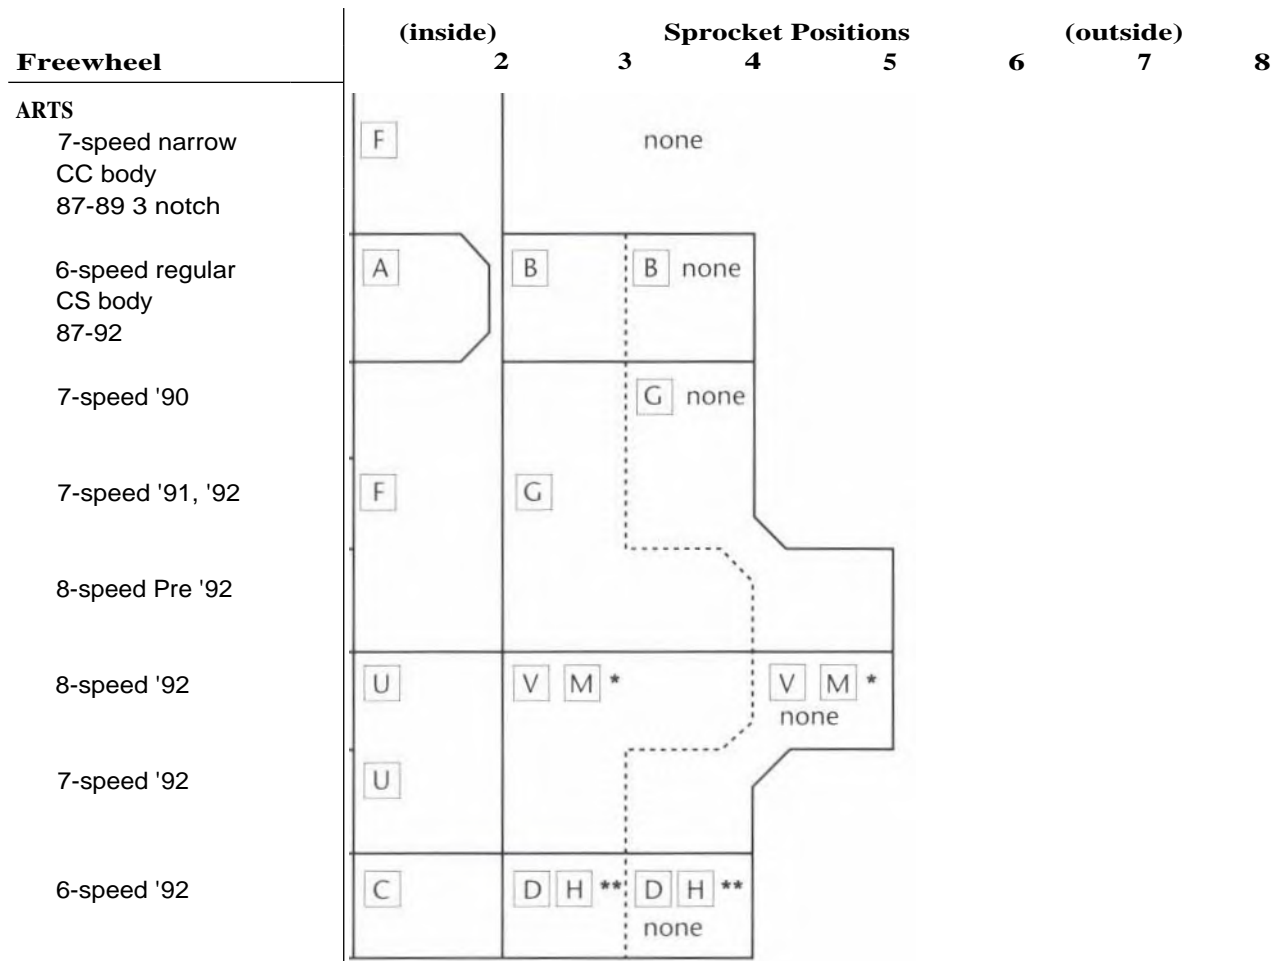 (inside) Sprocket Positions (outside)
Freewheel 2 3 4 5 6 7 8
ARTS
7-speed narrow F none
CC body
87-89 3 notch
6-speed regular A B B none
CS body
87-92
7-speed '90 G none
7-speed '91, '92 F G
8-speed Pre '92
8-speed '92 U V M * V M *
none
7-speed '92 U
6-speed '92 C D H ** D H **
none